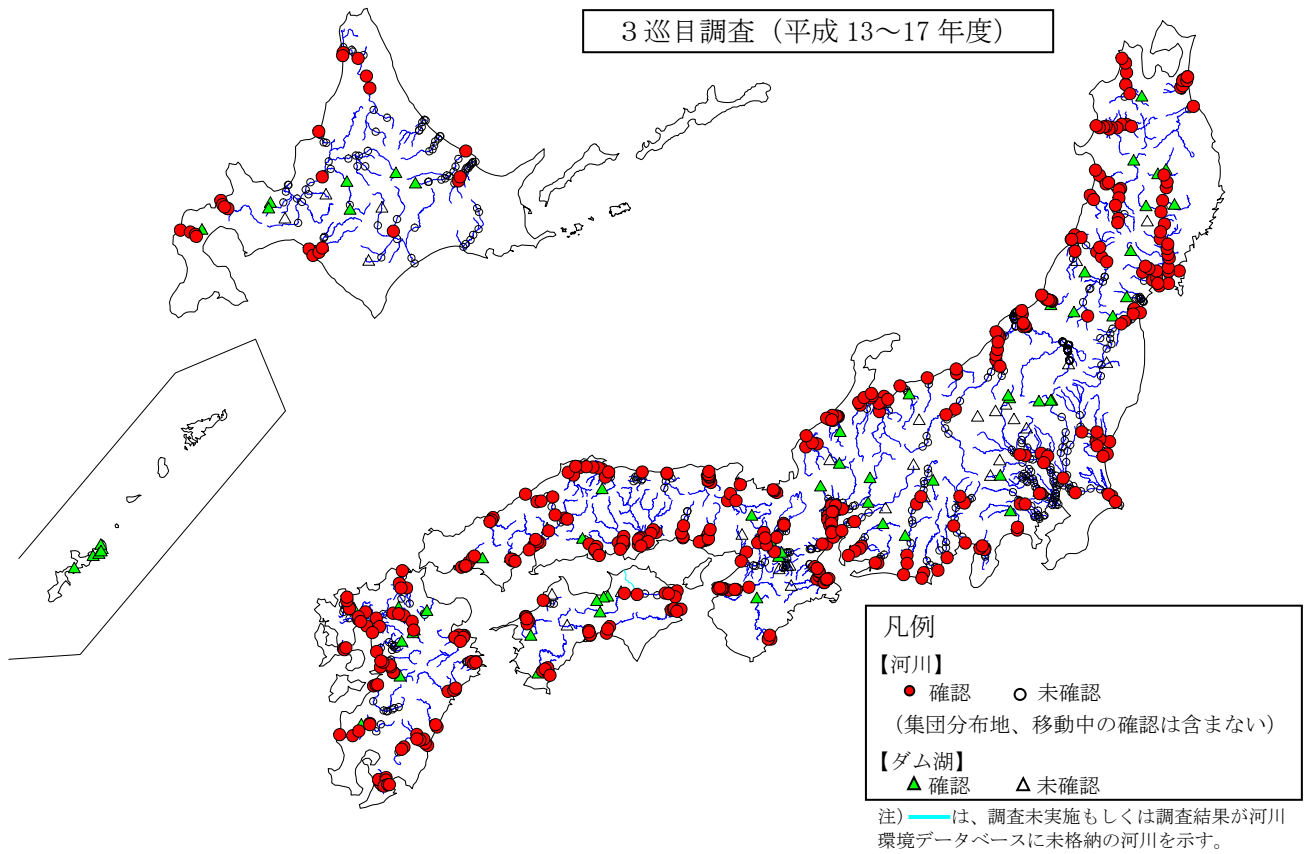 3巡目調査（平成 13～17 年度）
凡例
【河川】
確認 未確認
（集団分布地、移動中の確認は含まない）
【ダム湖】
確認 未確認
注） は、調査未実施もしくは調査結果が河川
環境データベースに未格納の河川を示す。